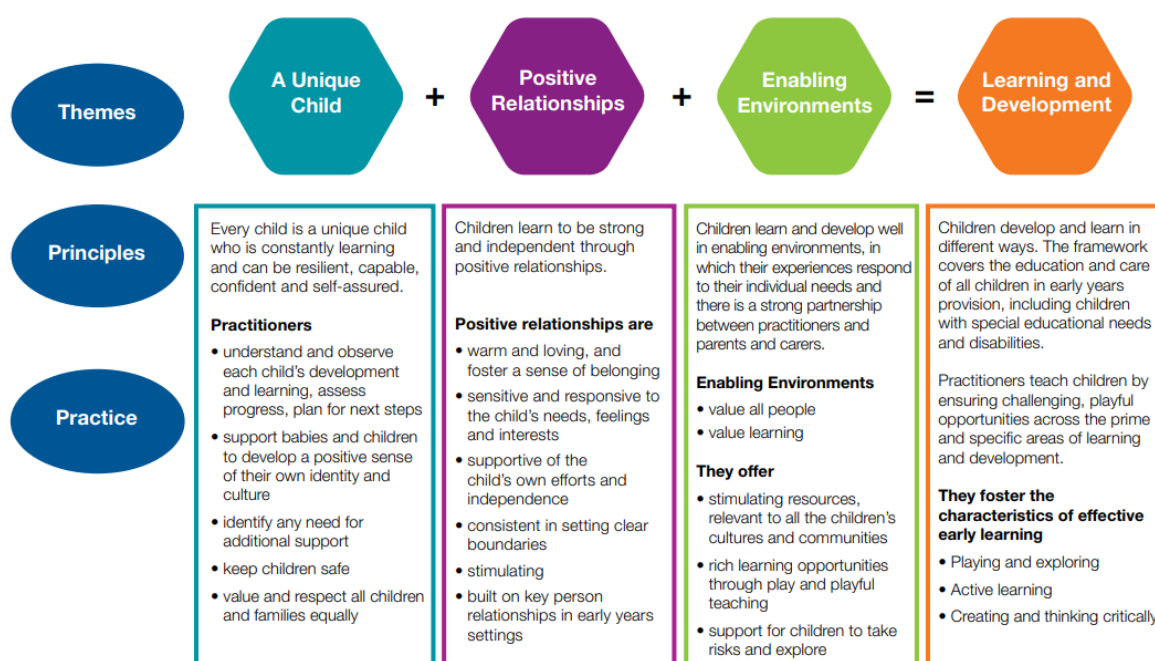 Themes
A Unique
Child
+
Positive
Relationships
+
Enabling
Environments
=
Learning and
Development
Principles
Practice
Every child is a unique child
who is constantly learning
and can be resilient, capable,
confident and self-assured.
Practitioners
• understand and observe
each child's development
and learning, assess
progress, plan for next steps
• support babies and children
to develop a positive sense
of their own identity and
culture
• identify any need for
additional support
• keep children safe
• value and respect all children
and families equally
Children learn to be strong
and independent through
positive relationships.
Positive relationships are
• warm and loving, and
foster a sense of belonging
• sensitive and responsive to
the child's needs, feelings
and interests
• supportive of the
child's own efforts and
independence
• consistent in setting clear
boundaries
• stimulating
• built on key person
relationships in early years
settings
Children learn and develop well
in enabling environments, in
which their experiences respond
to their individual needs and
there is a strong partnership
between practitioners and
parents and carers.
Enabling Environments
• value all people
• value learning
They offer
• stimulating resources,
relevant to all the children's
cultures and communities
• rich learning opportunities
through play and playful
teaching
• support for children to take
risks and explore
Children develop and learn in
different ways. The framework
covers the education and care
of all children in early years
provision, including children
with special educational needs
and disabilities.
Practitioners teach children by
ensuring challenging, playful
opportunities across the prime
and specific areas of learning
and development.
They foster the
characteristics of effective
early learning
• Playing and exploring
• Active learning
• Creating and thinking critically